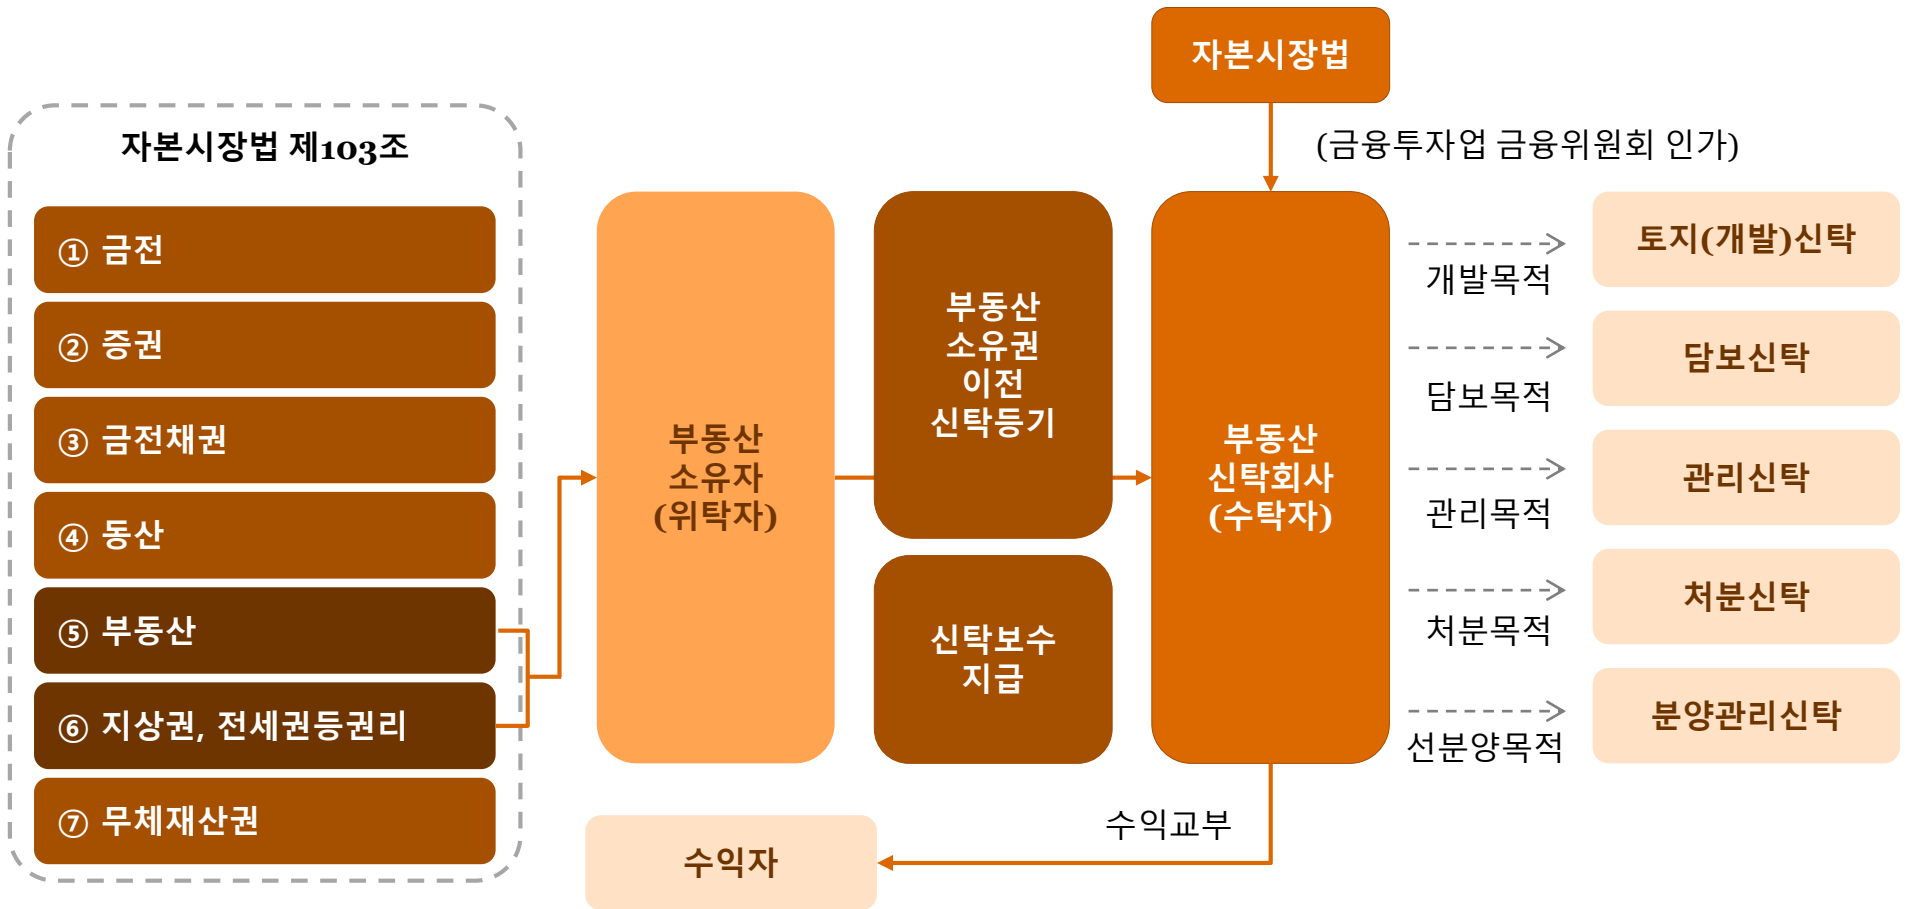 자본시장법
(금융투자업 금융위원회 인가)
자본시장법 제103조
① 금전
② 증권
③ 금전채권
④ 동산
⑤ 부동산
⑥ 지상권, 전세권등권리
⑦ 무체재산권
부동산
소유자
(위탁자)
부동산
소유권
이전
신탁등기
신탁보수
지급
부동산
신탁회사
(수탁자)
개발목적
토지(개발)신탁
담보목적
담보신탁
관리목적
관리신탁
처분목적
처분신탁
선분양목적
분양관리신탁
수익교부
수익자